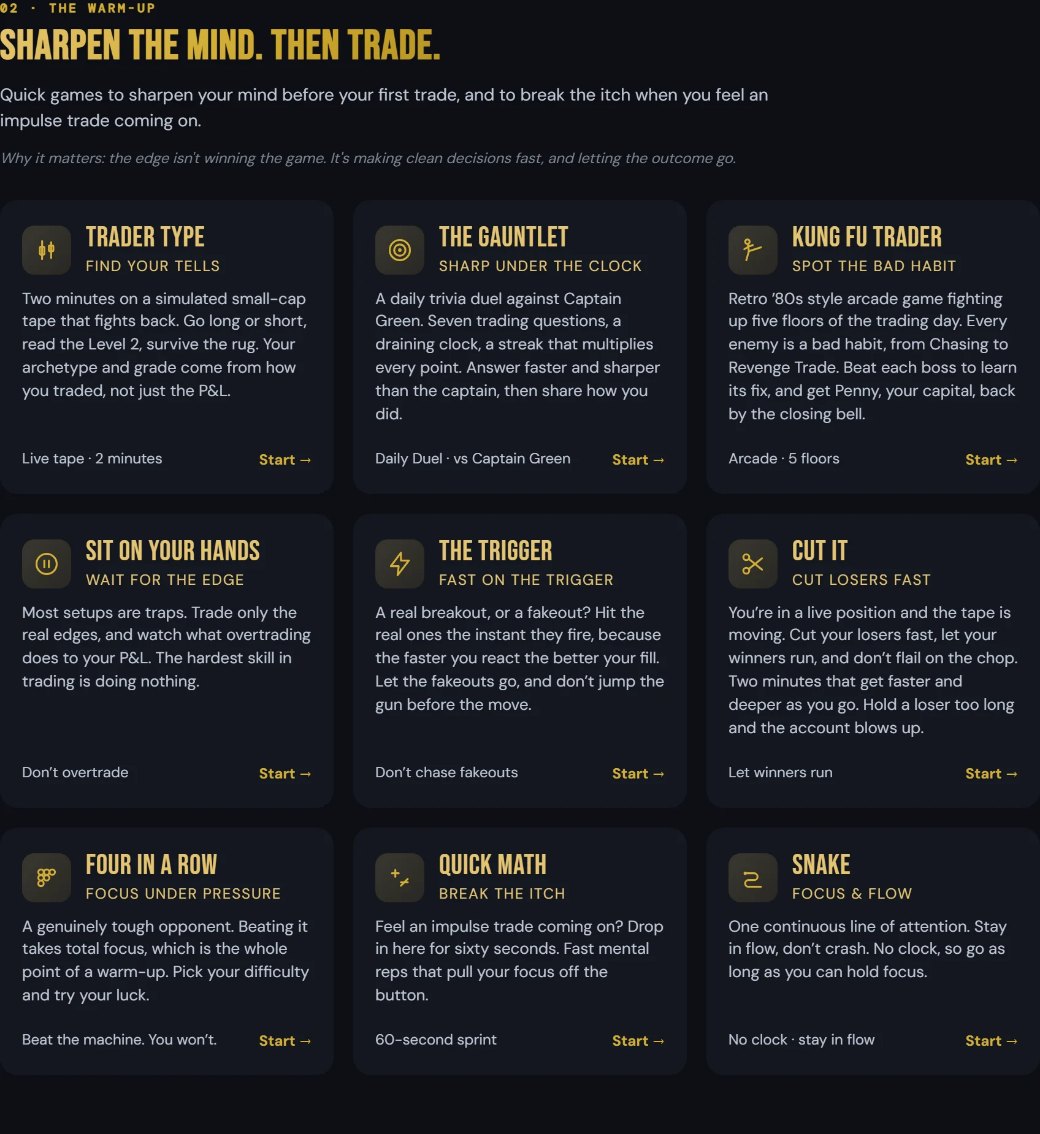 02 · THE WARM-UP
SHARPEN THE MIND. THEN TRADE.
Quick games to sharpen your mind before your first trade, and to break the itch when you feel an
impulse trade coming on.
Why it matters: the edge isn't winning the game. It's making clean decisions fast, and letting the outcome go.
TRADER TYPE
FIND YOUR TELLS
Two minutes on a simulated small-cap
tape that fights back. Go long or short,
read the Level 2, survive the rug. Your
archetype and grade come from how
you traded, not just the P&L.
Live tape · 2 minutes
Start →
THE GAUNTLET
SHARP UNDER THE CLOCK
A daily trivia duel against Captain
Green. Seven trading questions, a
draining clock, a streak that multiplies
every point. Answer faster and sharper
than the captain, then share how you
did.
Daily Duel · vs Captain Green
Start →
KUNG FU TRADER
SPOT THE BAD HABIT
Retro ’80s style arcade game fighting
up five floors of the trading day. Every
enemy is a bad habit, from Chasing to
Revenge Trade. Beat each boss to learn
its fix, and get Penny, your capital, back
by the closing bell.
Arcade · 5 floors
Start →
SIT ON YOUR HANDS
WAIT FOR THE EDGE
Most setups are traps. Trade only the
real edges, and watch what overtrading
does to your P&L. The hardest skill in
trading is doing nothing.
Don’t overtrade
Start →
THE TRIGGER
FAST ON THE TRIGGER
A real breakout, or a fakeout? Hit the
real ones the instant they fire, because
the faster you react the better your fill.
Let the fakeouts go, and don’t jump the
gun before the move.
Don’t chase fakeouts
Start →
CUT IT
CUT LOSERS FAST
You’re in a live position and the tape is
moving. Cut your losers fast, let your
winners run, and don’t flail on the chop.
Two minutes that get faster and
deeper as you go. Hold a loser too long
and the account blows up.
Let winners run
Start →
FOUR IN A ROW
FOCUS UNDER PRESSURE
A genuinely tough opponent. Beating it
takes total focus, which is the whole
point of a warm-up. Pick your difficulty
and try your luck.
Beat the machine. You won’t.
Start →
QUICK MATH
BREAK THE ITCH
Feel an impulse trade coming on? Drop
in here for sixty seconds. Fast mental
reps that pull your focus off the
button.
60-second sprint
Start →
SNAKE
FOCUS & FLOW
One continuous line of attention. Stay
in flow, don’t crash. No clock, so go as
long as you can hold focus.
No clock · stay in flow
Start →